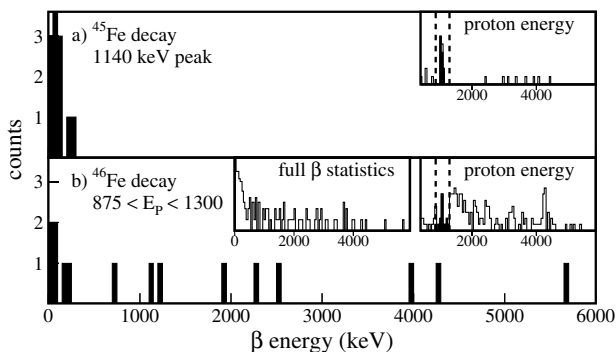 3
2
1
a) ⁴⁵Fe decay
1140 keV peak
proton energy
2000 4000
counts
3
2
1
b) ⁴⁶Fe decay
875 < E_P < 1300
full β statistics
0 2000 4000
proton energy
2000 4000
0 1000 2000 3000 4000 5000 6000
β energy (keV)